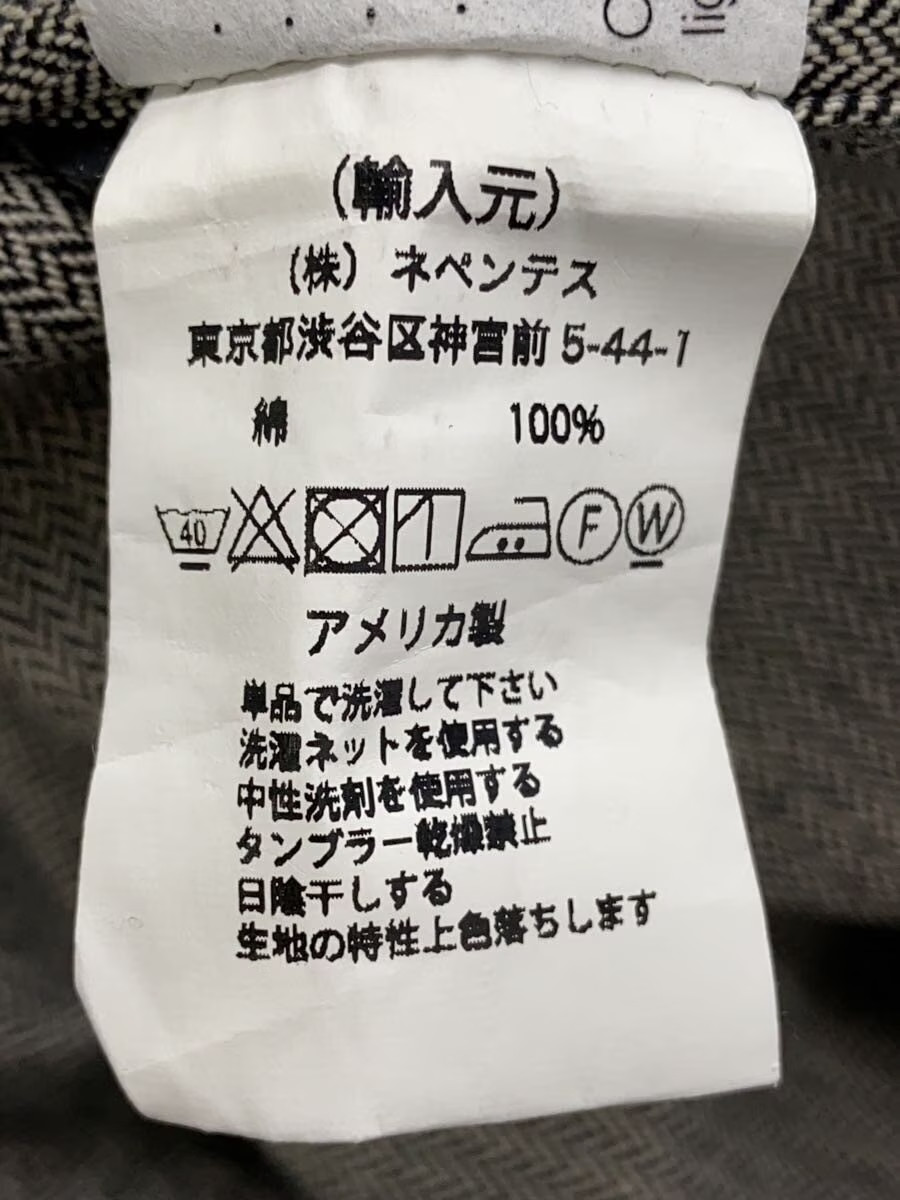 (輸入元)
(株) ネペンテス
東京都渋谷区神宮前 5-44-1
綿 100%
40 F W
アメリカ製
単品で洗濯して下さい
洗濯ネットを使用する
中性洗剤を使用する
タンブラー乾燥禁止
日陰干しする
生地の特性上色落ちします